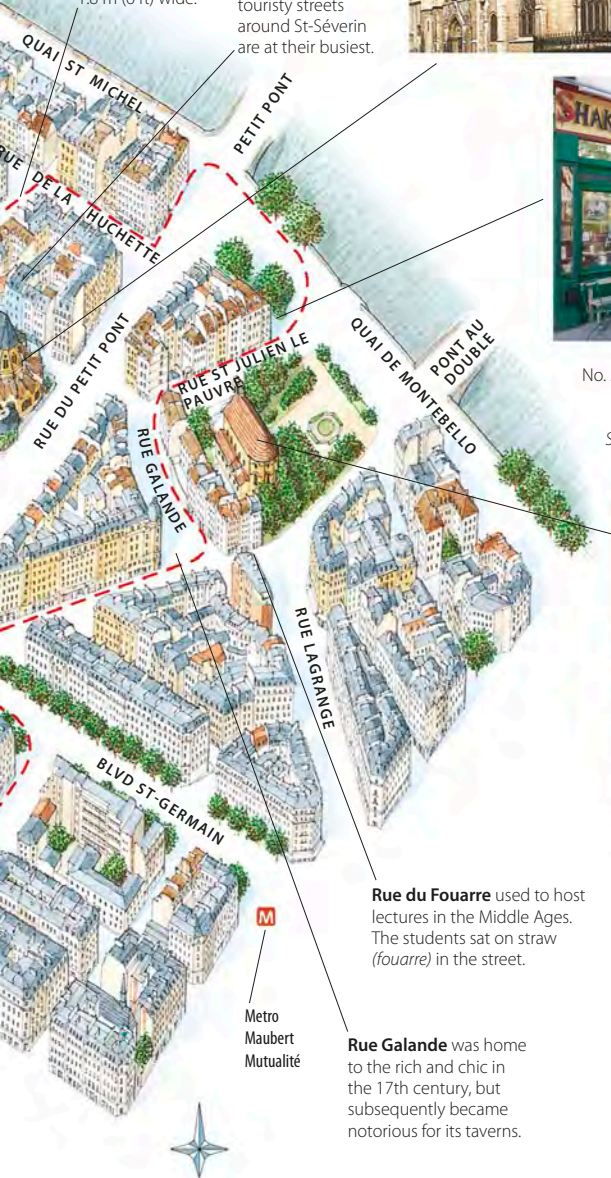 1.8 m (6 ft) wide.
touristy streets
around St-Séverin
are at their busiest.
QUAI ST MICHEL
PETIT PONT
SHAK
RUE DE LA HUCHETTE
RUE DU PETIT PONT
RUE ST JULIEN LE
PAUVRE
QUAI DE MONTEBELLO
PONT AU
DOUBLE
No.
S
RUE GALANDE
RUE LAGRANGE
BLVD ST-GERMAIN
Rue du Fouarre used to host
lectures in the Middle Ages.
The students sat on straw
(fouarre) in the street.
M
Metro
Maubert
Mutualité
Rue Galande was home
to the rich and chic in
the 17th century, but
subsequently became
notorious for its taverns.